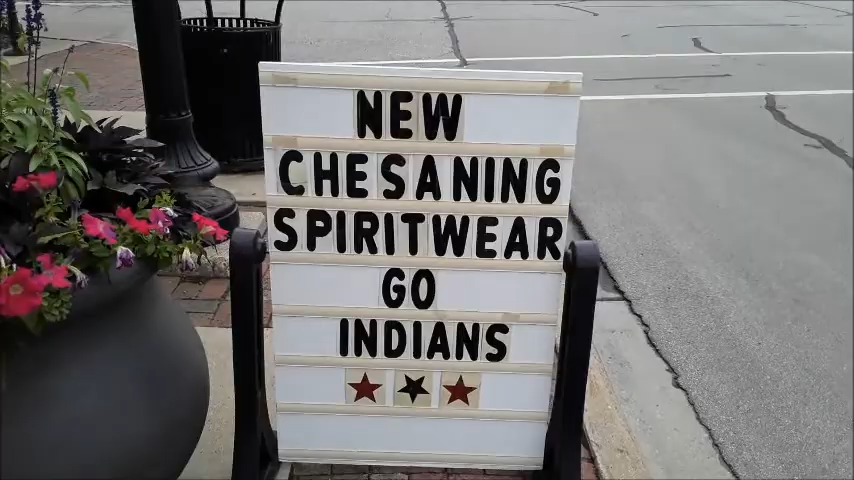 NEW
CHESANING
SPIRITWEAR
GO
INDIANS